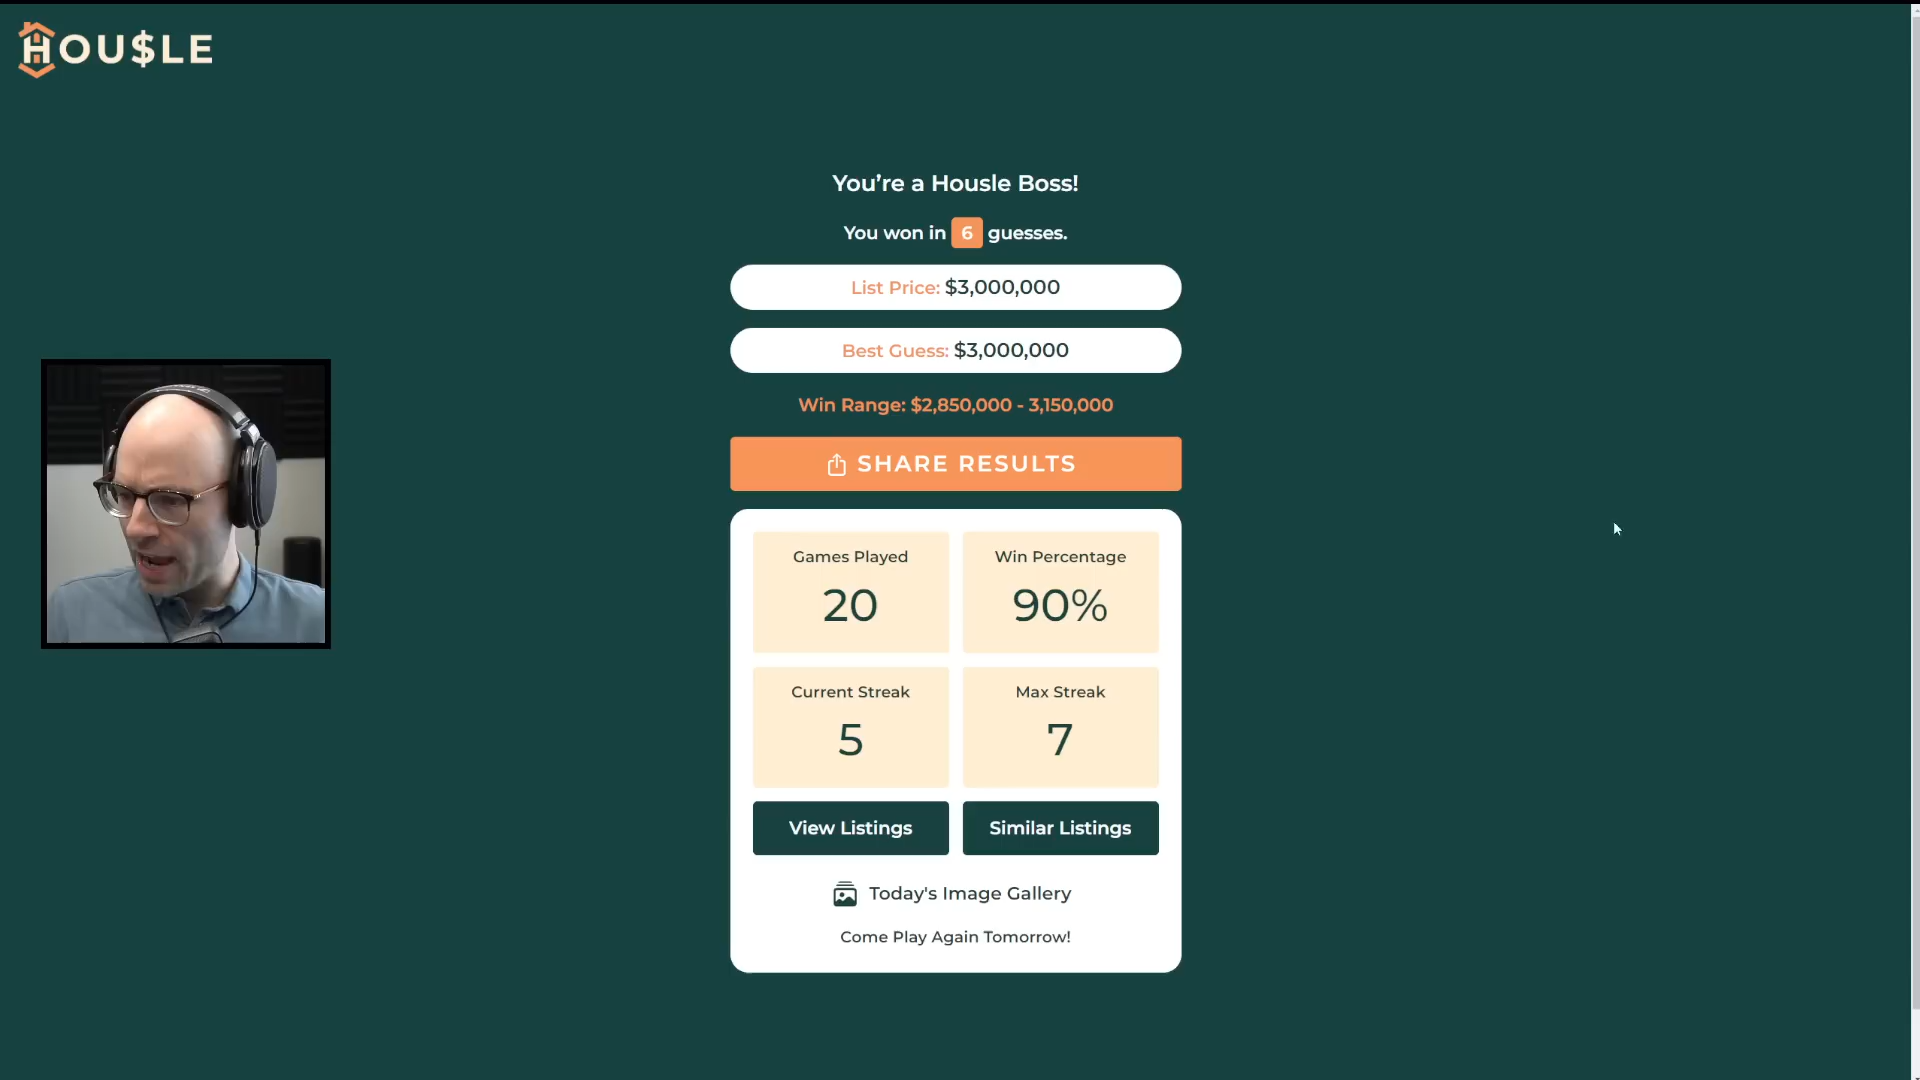 HOU$LE
You’re a Housle Boss!
You won in 6 guesses.
List Price: $3,000,000
Best Guess: $3,000,000
Win Range: $2,850,000 - 3,150,000
SHARE RESULTS
Games Played
20
Win Percentage
90%
Current Streak
5
Max Streak
7
View Listings
Similar Listings
Today's Image Gallery
Come Play Again Tomorrow!